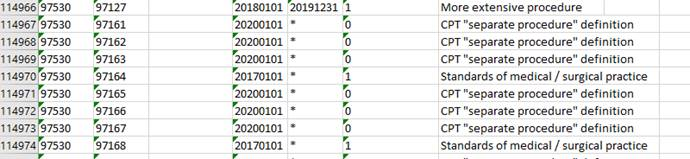 114966 97530 97127 20180101 20191231 1 More extensive procedure
114967 97530 97161 20200101 * 0 CPT "separate procedure" definition
114968 97530 97162 20200101 * 0 CPT "separate procedure" definition
114969 97530 97163 20200101 * 0 CPT "separate procedure" definition
114970 97530 97164 20170101 * 1 Standards of medical / surgical practice
114971 97530 97165 20200101 * 0 CPT "separate procedure" definition
114972 97530 97166 20200101 * 0 CPT "separate procedure" definition
114973 97530 97167 20200101 * 0 CPT "separate procedure" definition
114974 97530 97168 20170101 * 1 Standards of medical / surgical practice